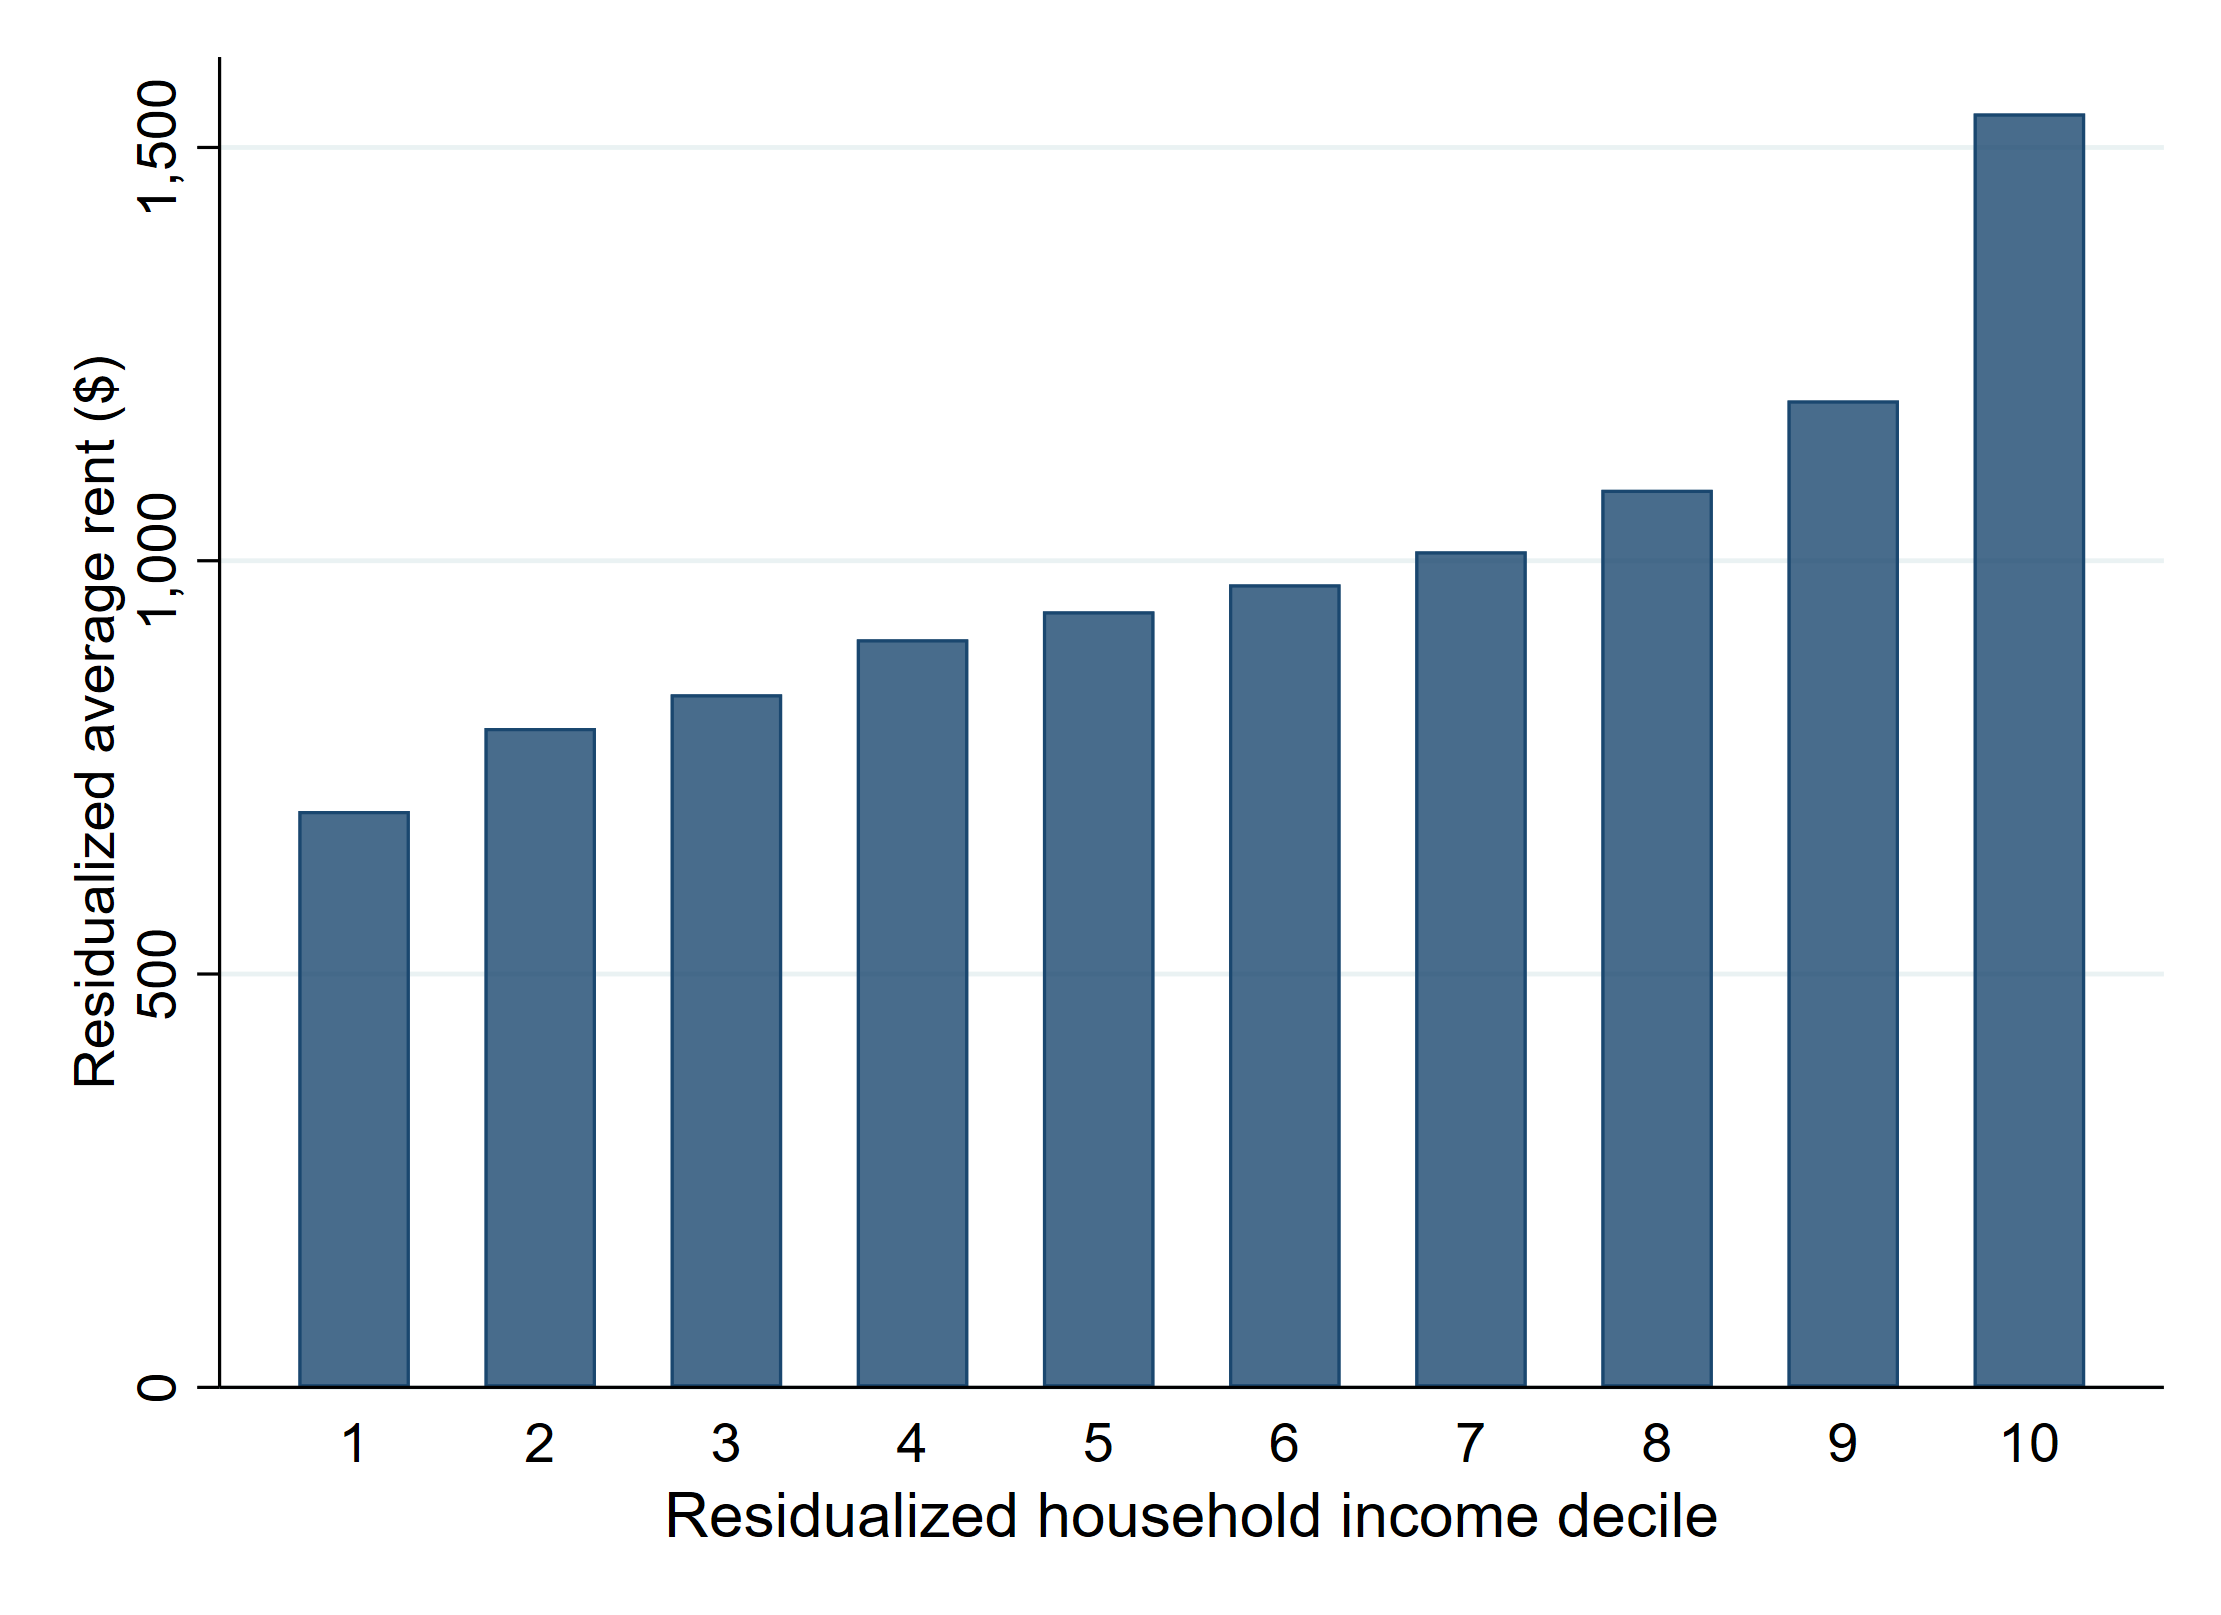 Residualized average rent ($)
1,500
1,000
500
0
1 2 3 4 5 6 7 8 9 10
Residualized household income decile